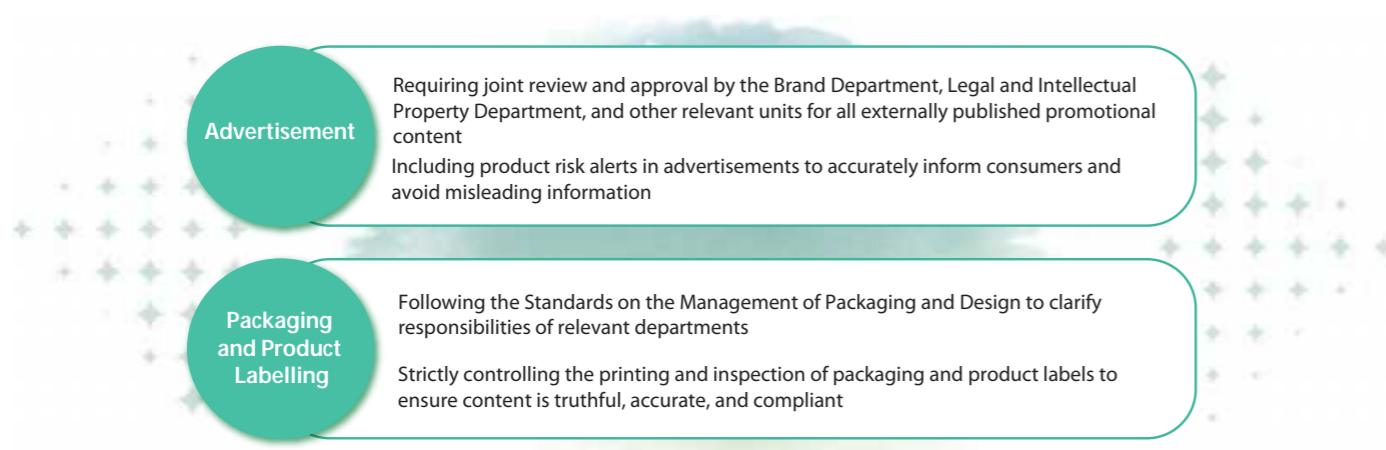 Advertisement
Requiring joint review and approval by the Brand Department, Legal and Intellectual
Property Department, and other relevant units for all externally published promotional
content
Including product risk alerts in advertisements to accurately inform consumers and
avoid misleading information
Packaging
and Product
Labelling
Following the Standards on the Management of Packaging and Design to clarify
responsibilities of relevant departments
Strictly controlling the printing and inspection of packaging and product labels to
ensure content is truthful, accurate, and compliant